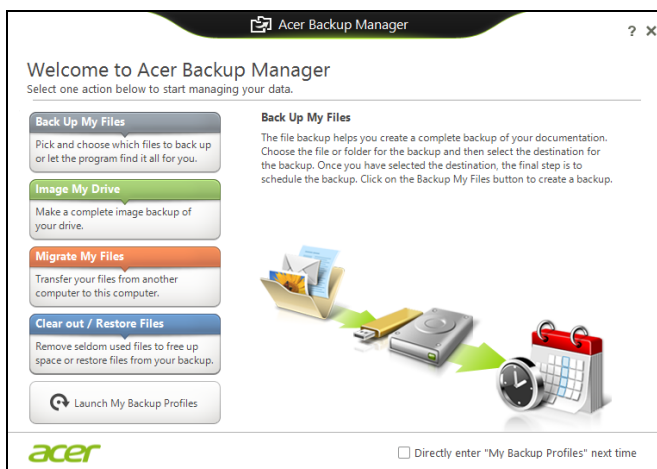 Acer Backup Manager
? X
Welcome to Acer Backup Manager
Select one action below to start managing your data.
Back Up My Files
Pick and choose which files to back up
or let the program find it all for you.
Image My Drive
Make a complete image backup of
your drive.
Migrate My Files
Transfer your files from another
computer to this computer.
Clear out / Restore Files
Remove seldom used files to free up
space or restore files from your backup.
Launch My Backup Profiles
Back Up My Files
The file backup helps you create a complete backup of your documentation.
Choose the file or folder for the backup and then select the destination for
the backup. Once you have selected the destination, the final step is to
schedule the backup. Click on the Backup My Files button to create a backup.
acer
Directly enter "My Backup Profiles" next time